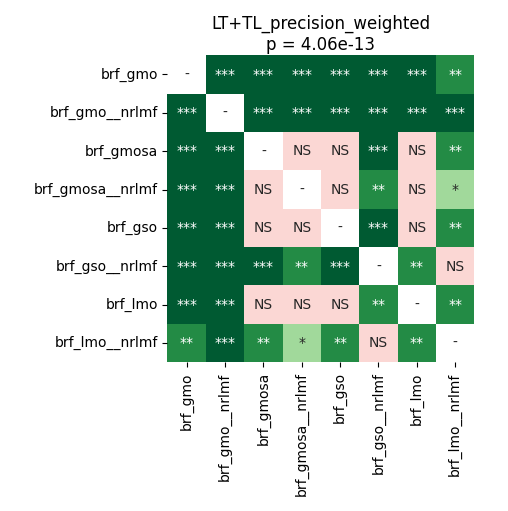 LT+TL_precision_weighted
p = 4.06e-13
brf_gmo - *** *** *** *** *** *** **
brf_gmo__nrlmf *** - *** *** *** *** *** ***
brf_gmosa *** *** - NS NS *** NS **
brf_gmosa__nrlmf *** *** NS - NS ** NS *
brf_gso *** *** NS NS - *** NS **
brf_gso__nrlmf *** *** *** ** *** - ** NS
brf_lmo *** *** NS NS NS ** - **
brf_lmo__nrlmf ** *** ** * ** NS ** -
brf_gmo
brf_gmo__nrlmf
brf_gmosa
brf_gmosa__nrlmf
brf_gso
brf_gso__nrlmf
brf_lmo
brf_lmo__nrlmf